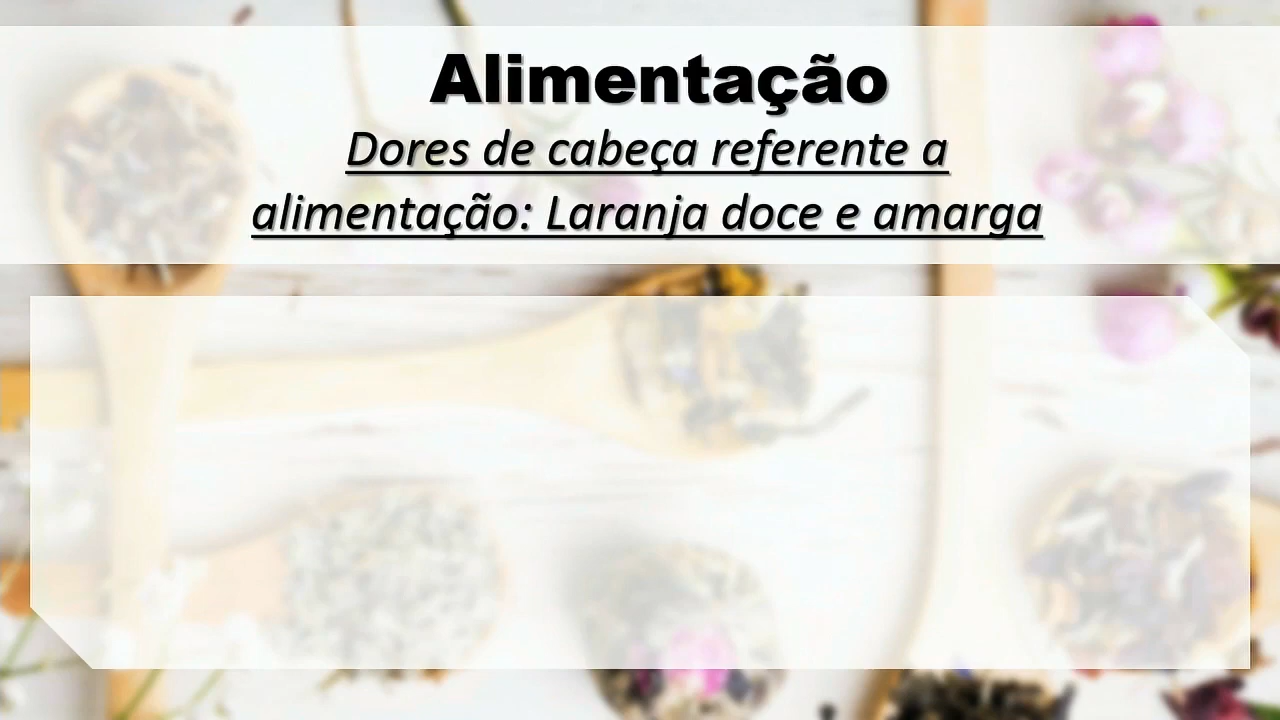 Alimentação
Dores de cabeça referente a
alimentação: Laranja doce e amarga